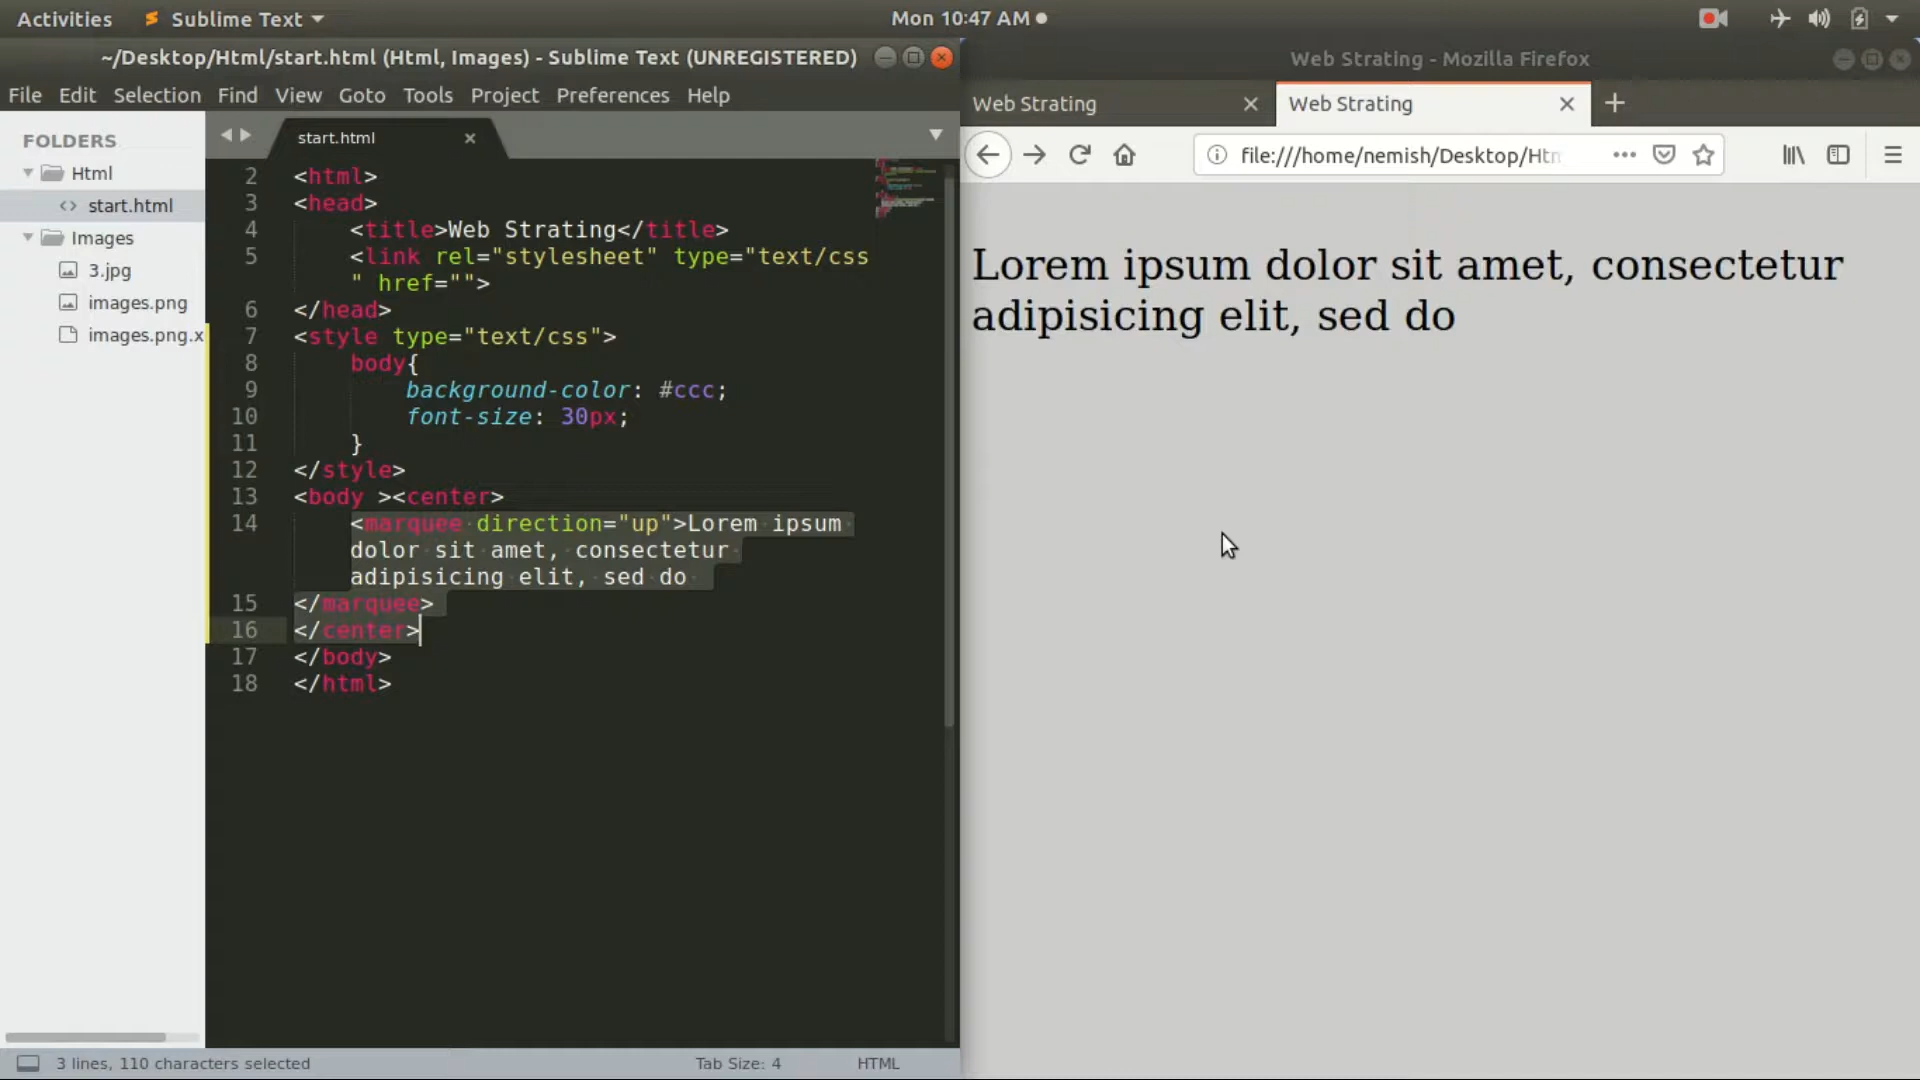 Activities Sublime Text Mon 10:47 AM
~/Desktop/Html/start.html (Html, Images) - Sublime Text (UNREGISTERED)
File Edit Selection Find View Goto Tools Project Preferences Help
FOLDERS
Html
start.html
Images
3.jpg
images.png
images.png.x
start.html
2 <html>
3 <head>
4 <title>Web Strating</title>
5 <link rel="stylesheet" type="text/css
" href="">
6 </head>
7 <style type="text/css">
8 body{
9 background-color: #ccc;
10 font-size: 30px;
11 }
12 </style>
13 <body ><center>
14 <marquee direction="up">Lorem ipsum
dolor sit amet, consectetur
adipisicing elit, sed do
15 </marquee>
16 </center>
17 </body>
18 </html>
3 lines, 110 characters selected Tab Size: 4 HTML
Web Strating - Mozilla Firefox
Web Strating Web Strating
file:///home/nemish/Desktop/Htm
Lorem ipsum dolor sit amet, consectetur
adipisicing elit, sed do